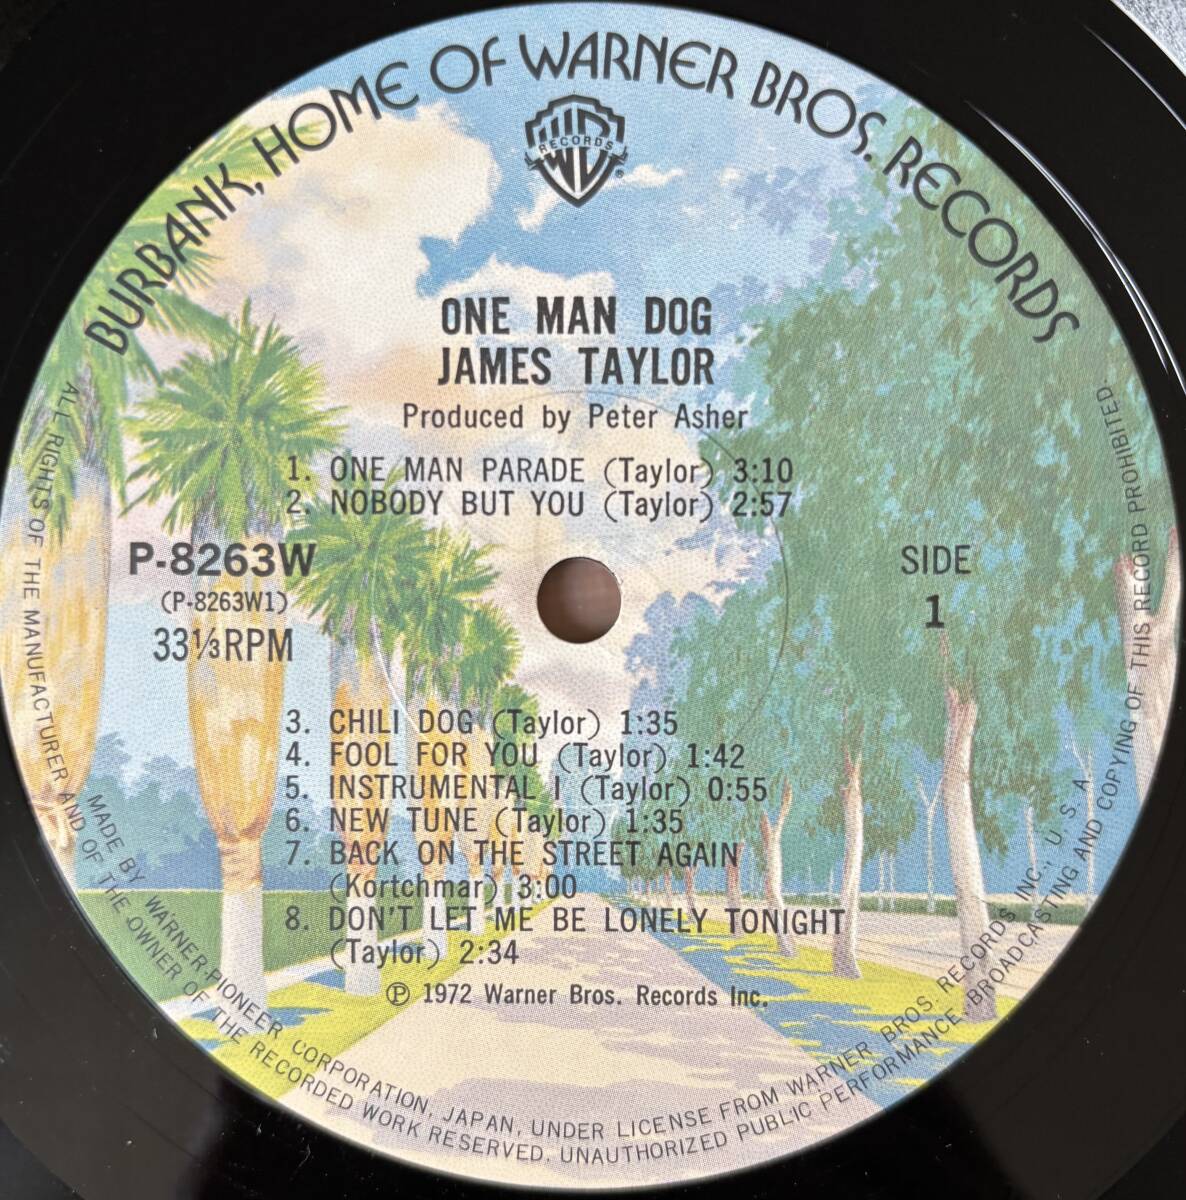 BURBANK, HOME OF WARNER BROS. RECORDS
WB
RECORDS
®
ONE MAN DOG
JAMES TAYLOR
Produced by Peter Asher
1. ONE MAN PARADE (Taylor) 3:10
2. NOBODY BUT YOU (Taylor) 2:57
P-8263W
(P-8263W1)
33⅓RPM
SIDE
1
3. CHILI DOG (Taylor) 1:35
4. FOOL FOR YOU (Taylor) 1:42
5. INSTRUMENTAL I (Taylor) 0:55
6. NEW TUNE (Taylor) 1:35
7. BACK ON THE STREET AGAIN
(Kortchmar) 3:00
8. DON'T LET ME BE LONELY TONIGHT
(Taylor) 2:34
℗ 1972 Warner Bros. Records Inc.
MADE BY WARNER-PIONEER CORPORATION, JAPAN, UNDER LICENSE FROM WARNER BROS. RECORDS INC., U. S. A.
ALL RIGHTS OF THE MANUFACTURER AND OF THE OWNER OF THE RECORDED WORK RESERVED. UNAUTHORIZED PUBLIC PERFORMANCE, BROADCASTING AND COPYING OF THIS RECORD PROHIBITED